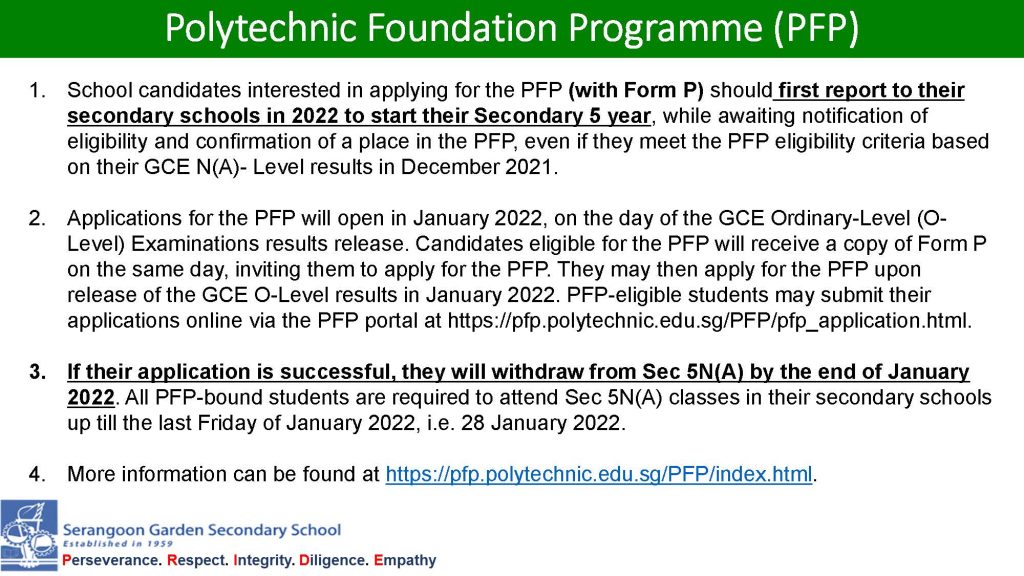 Polytechnic Foundation Programme (PFP)
1. School candidates interested in applying for the PFP (with Form P) should first report to their
secondary schools in 2022 to start their Secondary 5 year, while awaiting notification of
eligibility and confirmation of a place in the PFP, even if they meet the PFP eligibility criteria based
on their GCE N(A)- Level results in December 2021.
2. Applications for the PFP will open in January 2022, on the day of the GCE Ordinary-Level (O-
Level) Examinations results release. Candidates eligible for the PFP will receive a copy of Form P
on the same day, inviting them to apply for the PFP. They may then apply for the PFP upon
release of the GCE O-Level results in January 2022. PFP-eligible students may submit their
applications online via the PFP portal at https://pfp.polytechnic.edu.sg/PFP/pfp_application.html.
3. If their application is successful, they will withdraw from Sec 5N(A) by the end of January
2022. All PFP-bound students are required to attend Sec 5N(A) classes in their secondary schools
up till the last Friday of January 2022, i.e. 28 January 2022.
4. More information can be found at https://pfp.polytechnic.edu.sg/PFP/index.html.
Serangoon Garden Secondary School
Established in 1959
Perseverance. Respect. Integrity. Diligence. Empathy